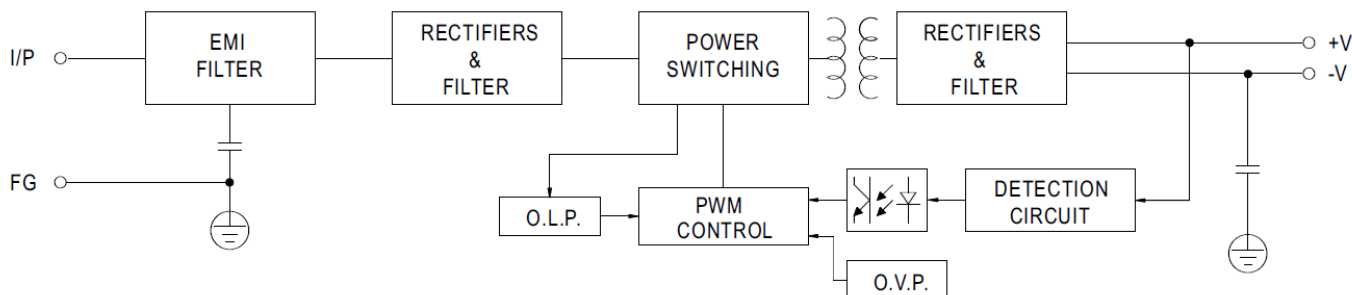 I/P
EMI
FILTER
RECTIFIERS
&
FILTER
POWER
SWITCHING
RECTIFIERS
&
FILTER
+V
-V
FG
O.L.P.
PWM
CONTROL
DETECTION
CIRCUIT
O.V.P.